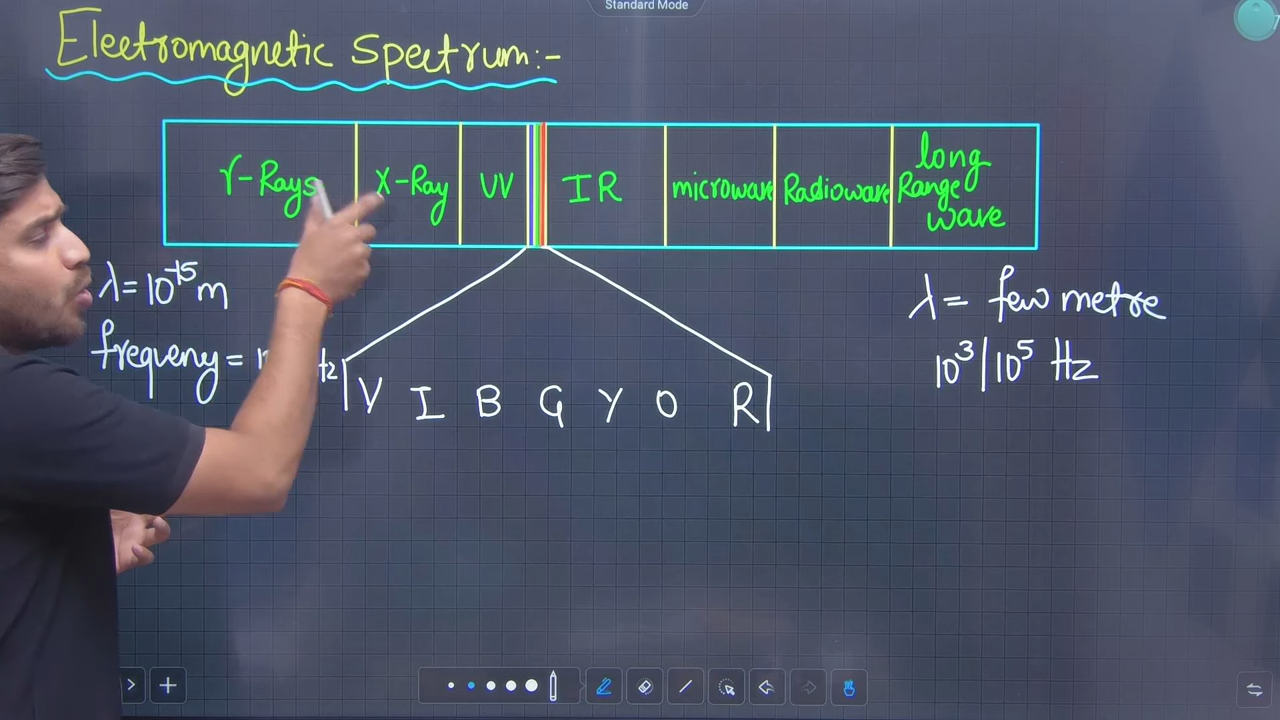 Standard Mode
Electromagnetic Spectrum:-
γ-Rays X-Ray UV IR microwave Radiowave long Range wave
λ = 10⁻¹⁵ m
frequeny =
Hz
V I B G Y O R
λ = few metre
10³/10⁵ Hz